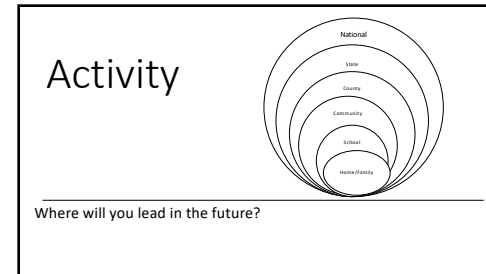 Activity
National
State
County
Community
School
Home/Family
Where will you lead in the future?